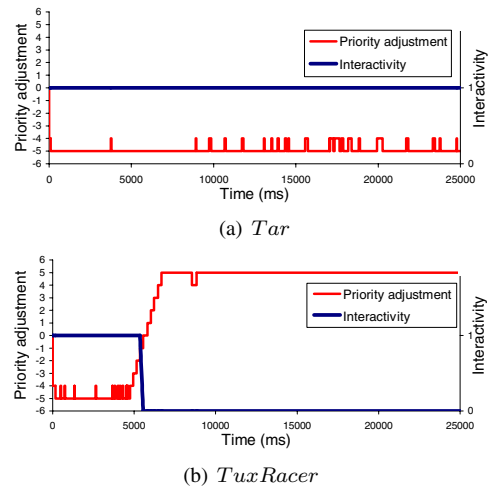 6
5
4
3
2
1
0
-1
-2
-3
-4
-5
-6
Priority adjustment
Priority adjustment
Interactivity
1
0
Interactivity
0 5000 10000 15000 20000 25000
Time (ms)
(a) Tar
6
5
4
3
2
1
0
-1
-2
-3
-4
-5
-6
Priority adjustment
Priority adjustment
Interactivity
1
0
Interactivity
0 5000 10000 15000 20000 25000
Time (ms)
(b) TuxRacer